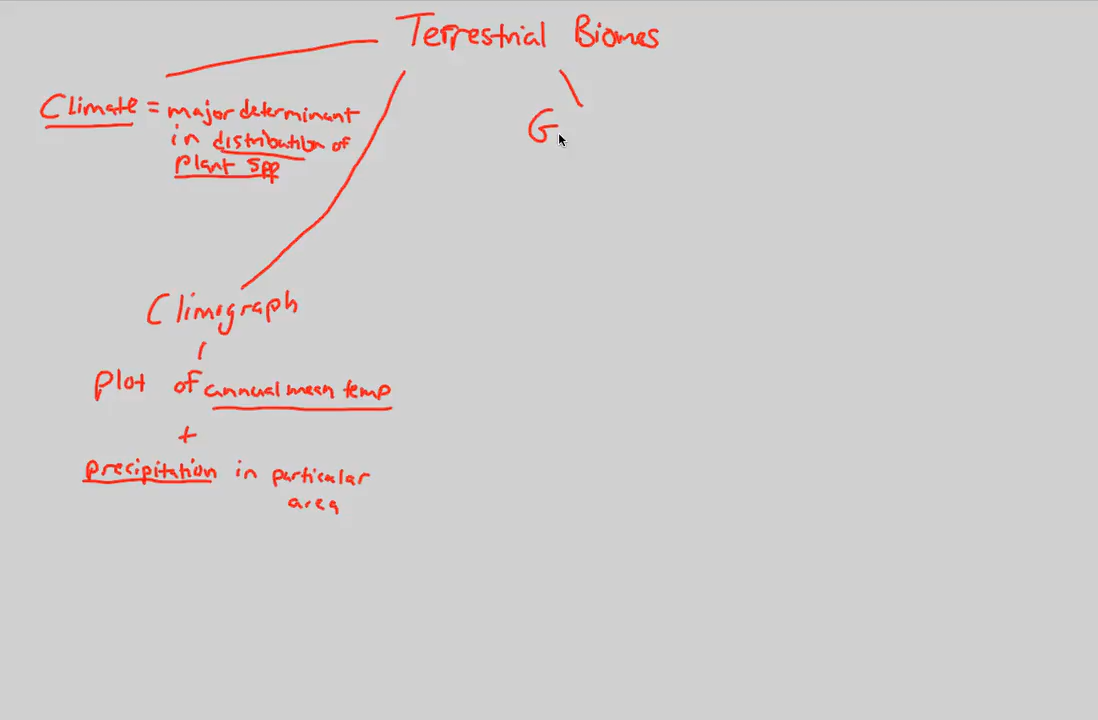 Terrestrial Biomes
Climate = major determinant
in distribution of
plant spp
Climograph
plot of annual mean temp
+
precipitation in particular
area
G